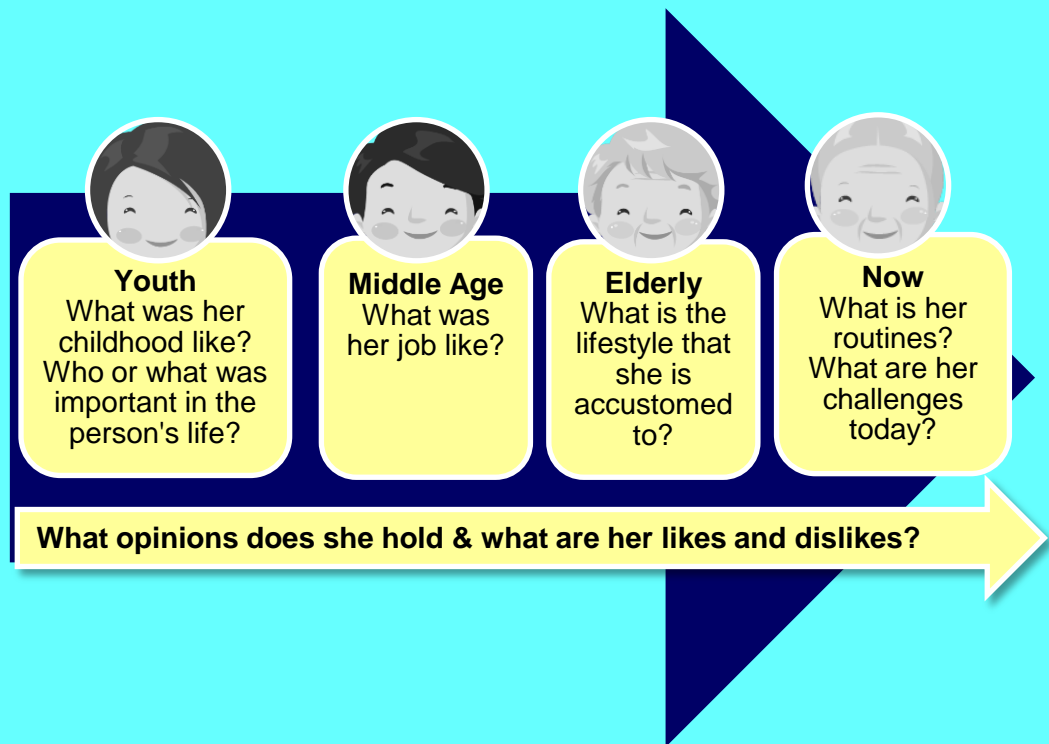 Youth
What was her
childhood like?
Who or what was
important in the
person's life?
Middle Age
What was
her job like?
Elderly
What is the
lifestyle that
she is
accustomed
to?
Now
What is her
routines?
What are her
challenges
today?
What opinions does she hold & what are her likes and dislikes?